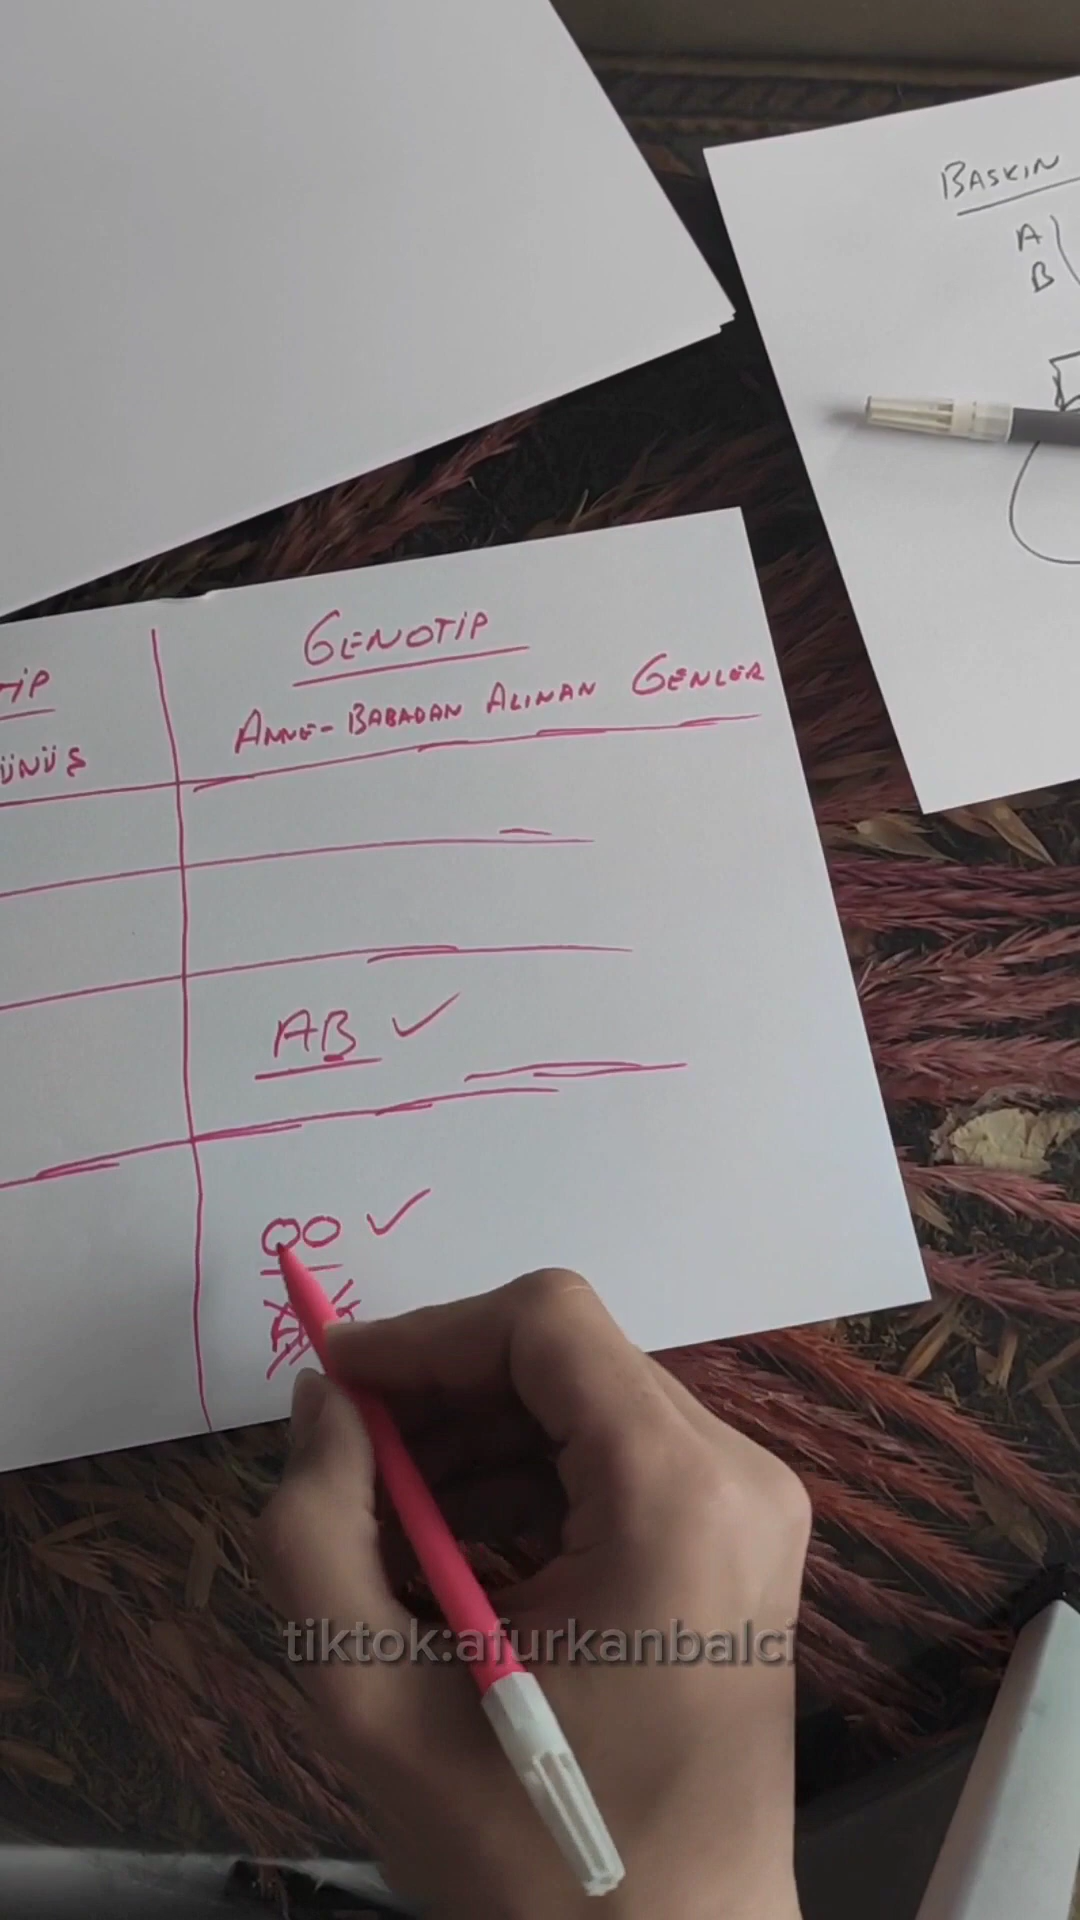 BASKIN
A
B
TİP
GENOTİP
ÜNÜŞ
ANNE-BABADAN ALINAN GENLER
AB ✓
OO ✓
tiktok:afurkanbalci